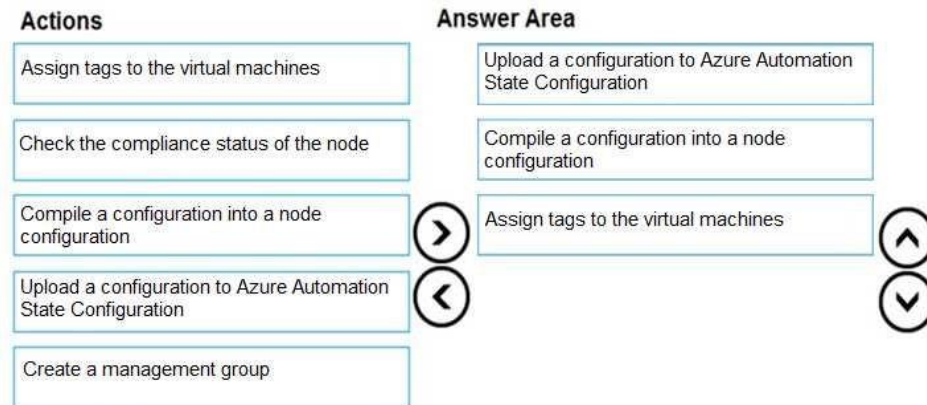 Actions
Assign tags to the virtual machines
Check the compliance status of the node
Compile a configuration into a node
configuration
Upload a configuration to Azure Automation
State Configuration
Create a management group
Answer Area
Upload a configuration to Azure Automation
State Configuration
Compile a configuration into a node
configuration
Assign tags to the virtual machines